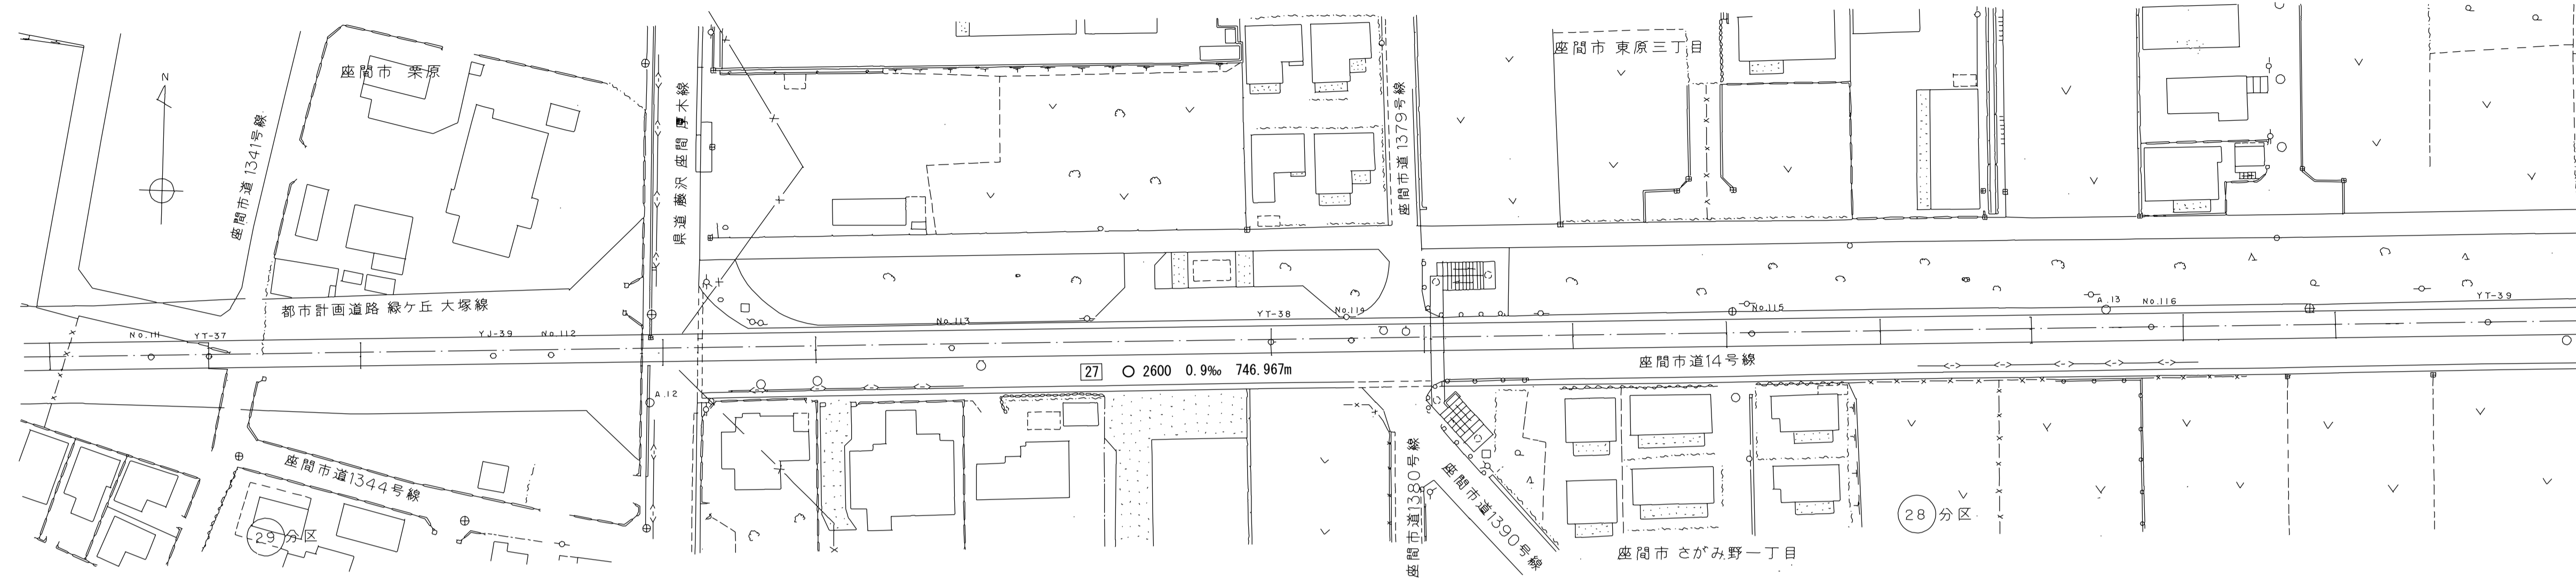 座間市 栗原
N
座間市道 1341号線
県道 藤沢 座間 厚木線
座間市道 1379号線
座間市 東原三丁目
都市計画道路 緑ケ丘 大塚線
No.111
YT-37
YJ-39
No.112
No.113
YT-38
No.114
No.115
A.13
No.116
YT-39
座間市道14号線
27 ○ 2600 0.9‰ 746.967m
A.12
座間市道1344号線
29 分区
座間市道1380号線
座間市道1390号線
28 分区
座間市 さがみ野一丁目